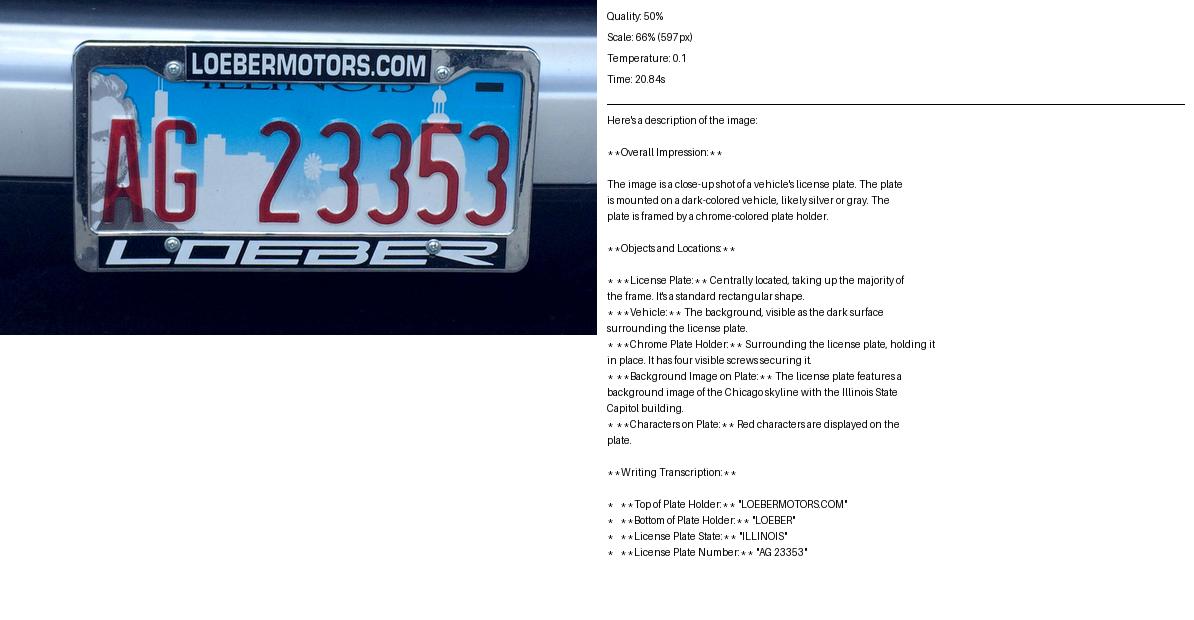 LOEBERMOTORS.COM
ILLINOIS
AG 23353
LOEBER
Quality: 50%
Scale: 66% (597px)
Temperature: 0.1
Time: 20.84s
Here's a description of the image:
**Overall Impression:**
The image is a close-up shot of a vehicle's license plate. The plate
is mounted on a dark-colored vehicle, likely silver or gray. The
plate is framed by a chrome-colored plate holder.
**Objects and Locations:**
* **License Plate:** Centrally located, taking up the majority of
the frame. It's a standard rectangular shape.
* **Vehicle:** The background, visible as the dark surface
surrounding the license plate.
* **Chrome Plate Holder:** Surrounding the license plate, holding it
in place. It has four visible screws securing it.
* **Background Image on Plate:** The license plate features a
background image of the Chicago skyline with the Illinois State
Capitol building.
* **Characters on Plate:** Red characters are displayed on the
plate.
**Writing Transcription:**
* **Top of Plate Holder:** "LOEBERMOTORS.COM"
* **Bottom of Plate Holder:** "LOEBER"
* **License Plate State:** "ILLINOIS"
* **License Plate Number:** "AG 23353"